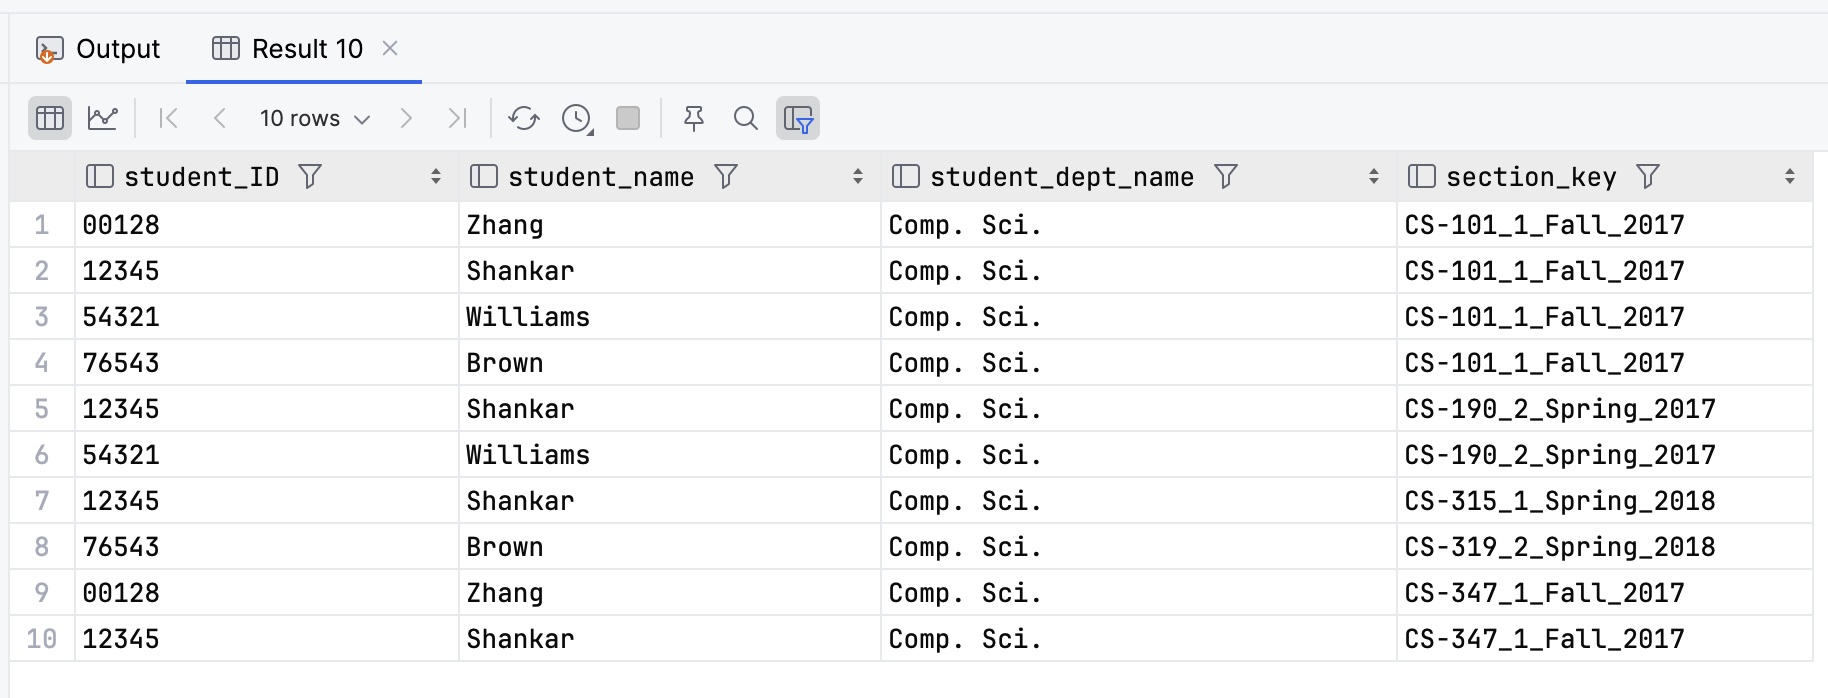 Output Result 10
10 rows
student_ID student_name student_dept_name section_key
1 00128 Zhang Comp. Sci. CS-101_1_Fall_2017
2 12345 Shankar Comp. Sci. CS-101_1_Fall_2017
3 54321 Williams Comp. Sci. CS-101_1_Fall_2017
4 76543 Brown Comp. Sci. CS-101_1_Fall_2017
5 12345 Shankar Comp. Sci. CS-190_2_Spring_2017
6 54321 Williams Comp. Sci. CS-190_2_Spring_2017
7 12345 Shankar Comp. Sci. CS-315_1_Spring_2018
8 76543 Brown Comp. Sci. CS-319_2_Spring_2018
9 00128 Zhang Comp. Sci. CS-347_1_Fall_2017
10 12345 Shankar Comp. Sci. CS-347_1_Fall_2017